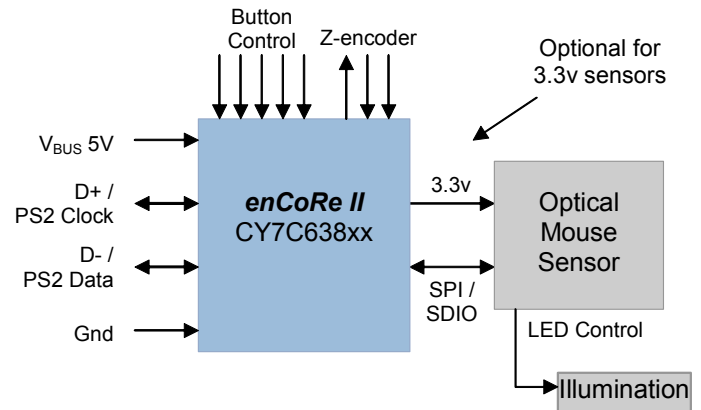 Button
Control
Z-encoder
Optional for
3.3v sensors
VBUS 5V
D+ /
PS2 Clock
D- /
PS2 Data
Gnd
enCoRe II
CY7C638xx
3.3v
SPI /
SDIO
Optical
Mouse
Sensor
LED Control
Illumination